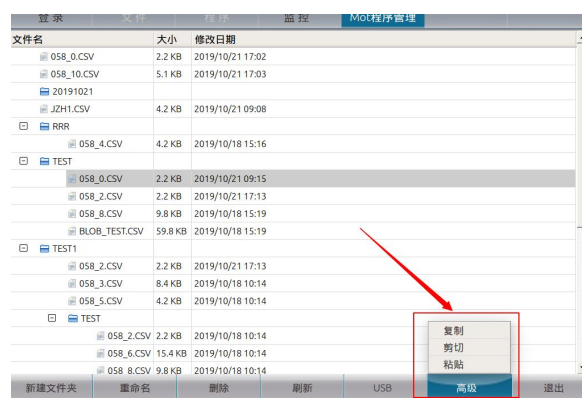 登录 文件 程序 监控 Mot程序管理
文件名 大小 修改日期
058_0.CSV 2.2 KB 2019/10/21 17:02
058_10.CSV 5.1 KB 2019/10/21 17:03
20191021
JZH1.CSV 4.2 KB 2019/10/21 09:08
RRR
058_4.CSV 4.2 KB 2019/10/18 15:16
TEST
058_0.CSV 2.2 KB 2019/10/21 09:15
058_2.CSV 2.2 KB 2019/10/21 17:13
058_8.CSV 9.8 KB 2019/10/18 15:19
BLOB_TEST.CSV 59.8 KB 2019/10/18 15:19
TEST1
058_2.CSV 2.2 KB 2019/10/21 17:13
058_3.CSV 8.4 KB 2019/10/18 10:14
058_5.CSV 4.2 KB 2019/10/18 10:14
TEST
058_2.CSV 2.2 KB 2019/10/18 10:14
058_6.CSV 15.4 KB 2019/10/18 10:14
058_8.CSV 9.8 KB 2019/10/18 10:14
复制
剪切
粘贴
新建文件夹 重命名 删除 刷新 USB 高级 退出